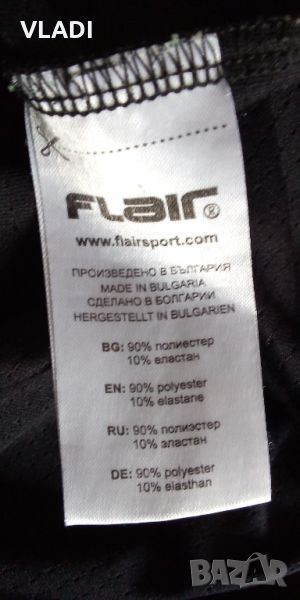 VLADI
FLaIr®
www.flairsport.com
ПРОИЗВЕДЕНО В БЪЛГАРИЯ
MADE IN BULGARIA
СДЕЛАНО В БОЛГАРИИ
HERGESTELLT IN BULGARIEN
BG: 90% полиестер
10% еластан
EN: 90% polyester
10% elastane
RU: 90% полиэстер
10% эластан
DE: 90% polyester
10% elasthan
BAZAR